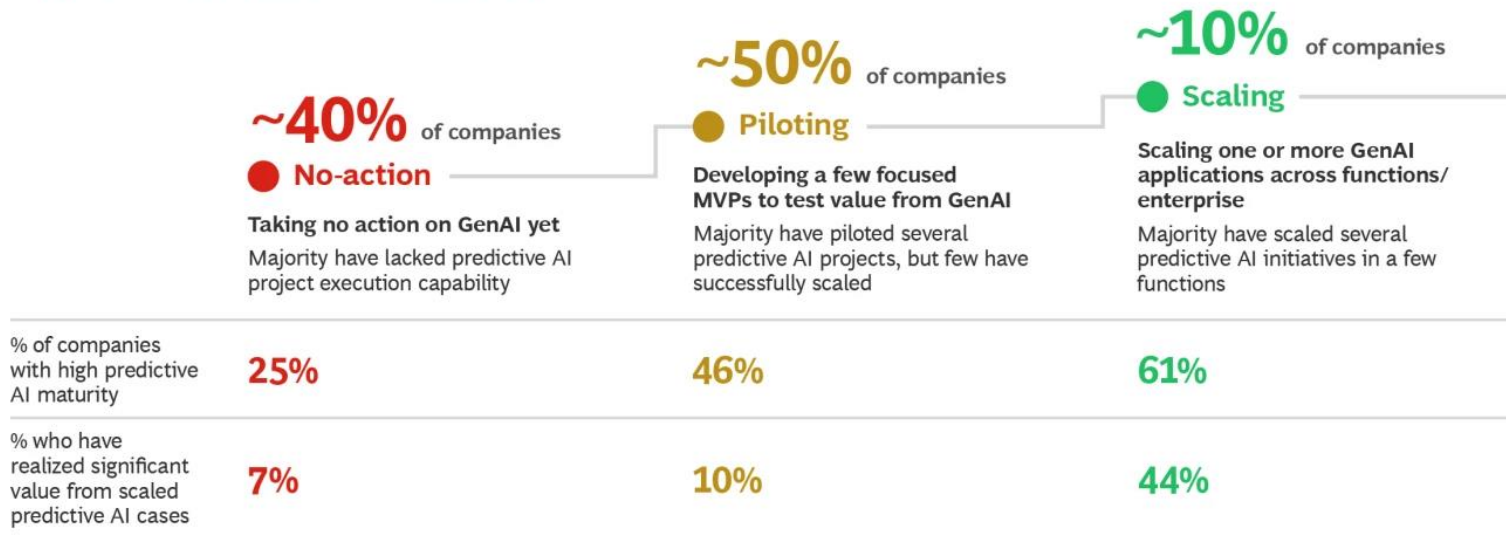 ~40% of companies
No-action
Taking no action on GenAI yet
Majority have lacked predictive AI
project execution capability
~50% of companies
Piloting
Developing a few focused
MVPs to test value from GenAI
Majority have piloted several
predictive AI projects, but few have
successfully scaled
~10% of companies
Scaling
Scaling one or more GenAI
applications across functions/
enterprise
Majority have scaled several
predictive AI initiatives in a few
functions
% of companies
with high predictive
AI maturity
25%
46%
61%
% who have
realized significant
value from scaled
predictive AI cases
7%
10%
44%